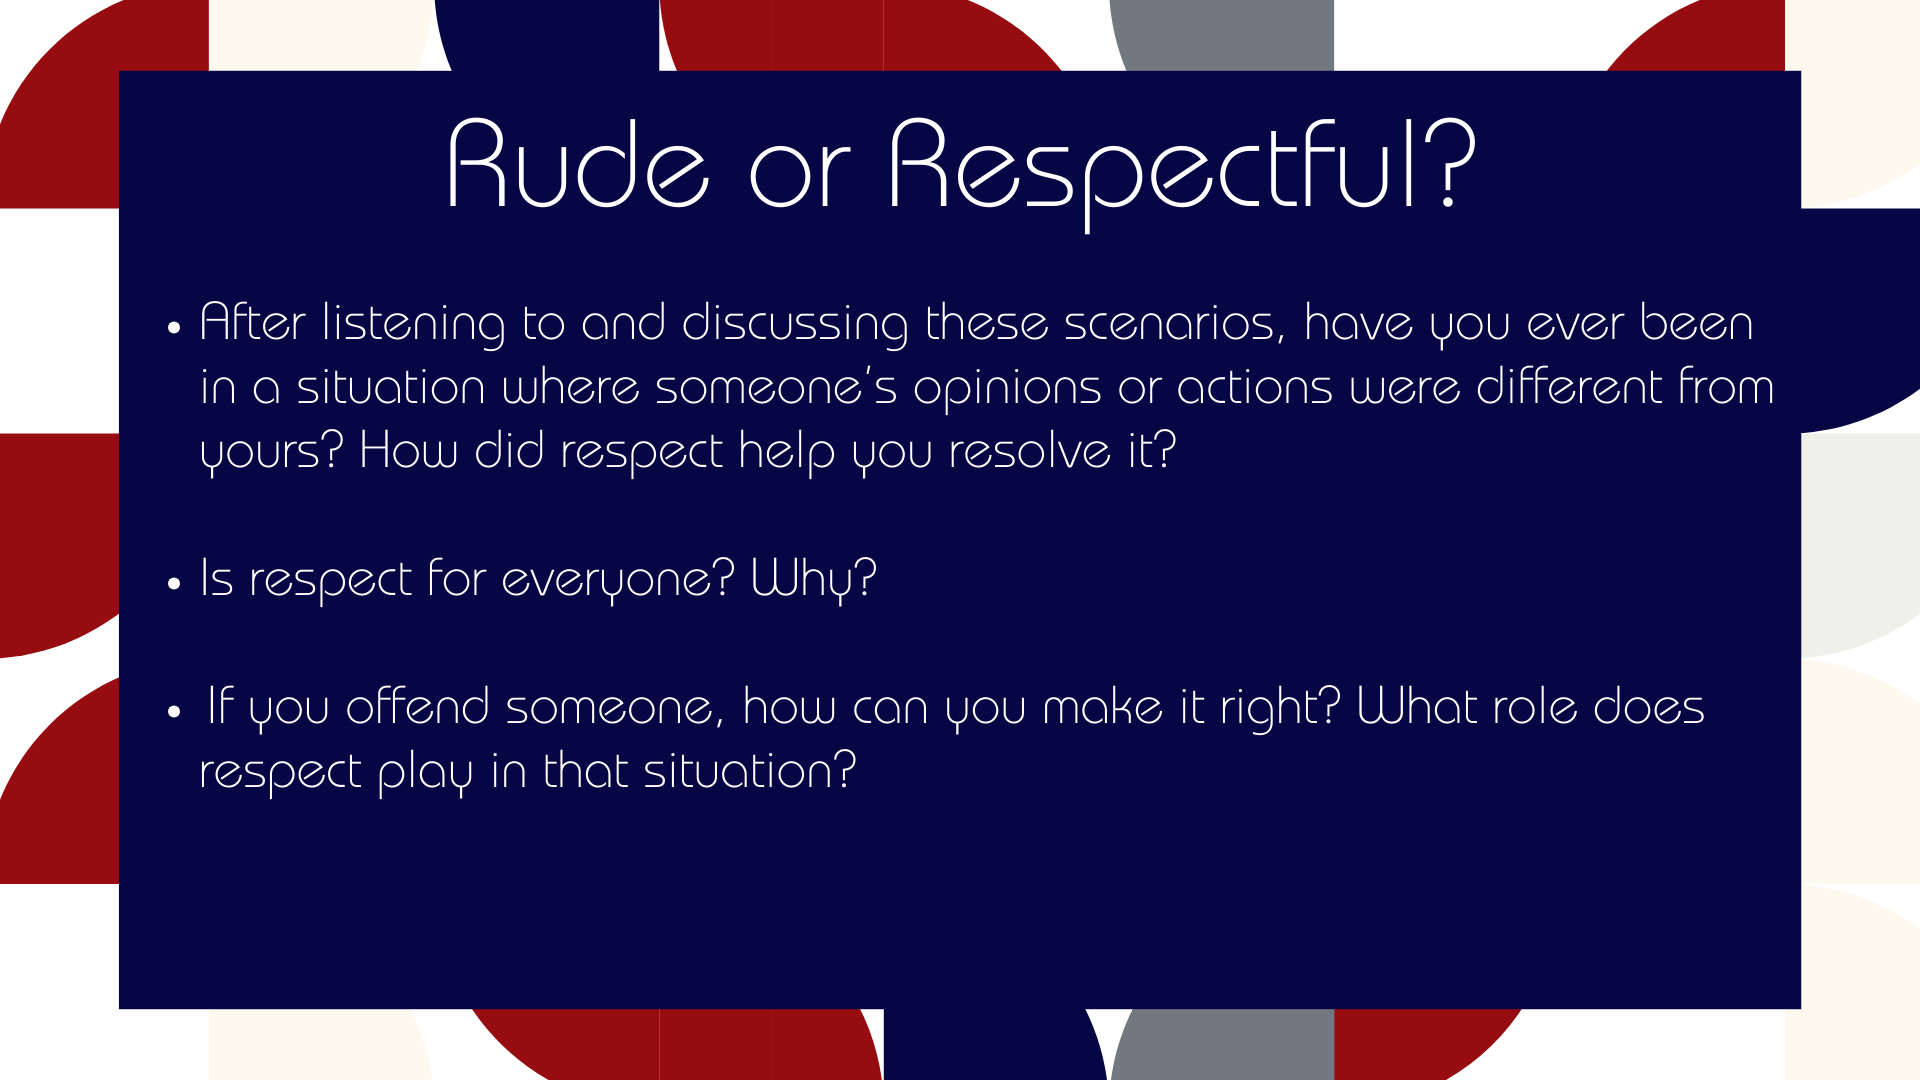 Rude or Respectful?
• After listening to and discussing these scenarios, have you ever been
in a situation where someone's opinions or actions were different from
yours? How did respect help you resolve it?
• Is respect for everyone? Why?
• If you offend someone, how can you make it right? What role does
respect play in that situation?